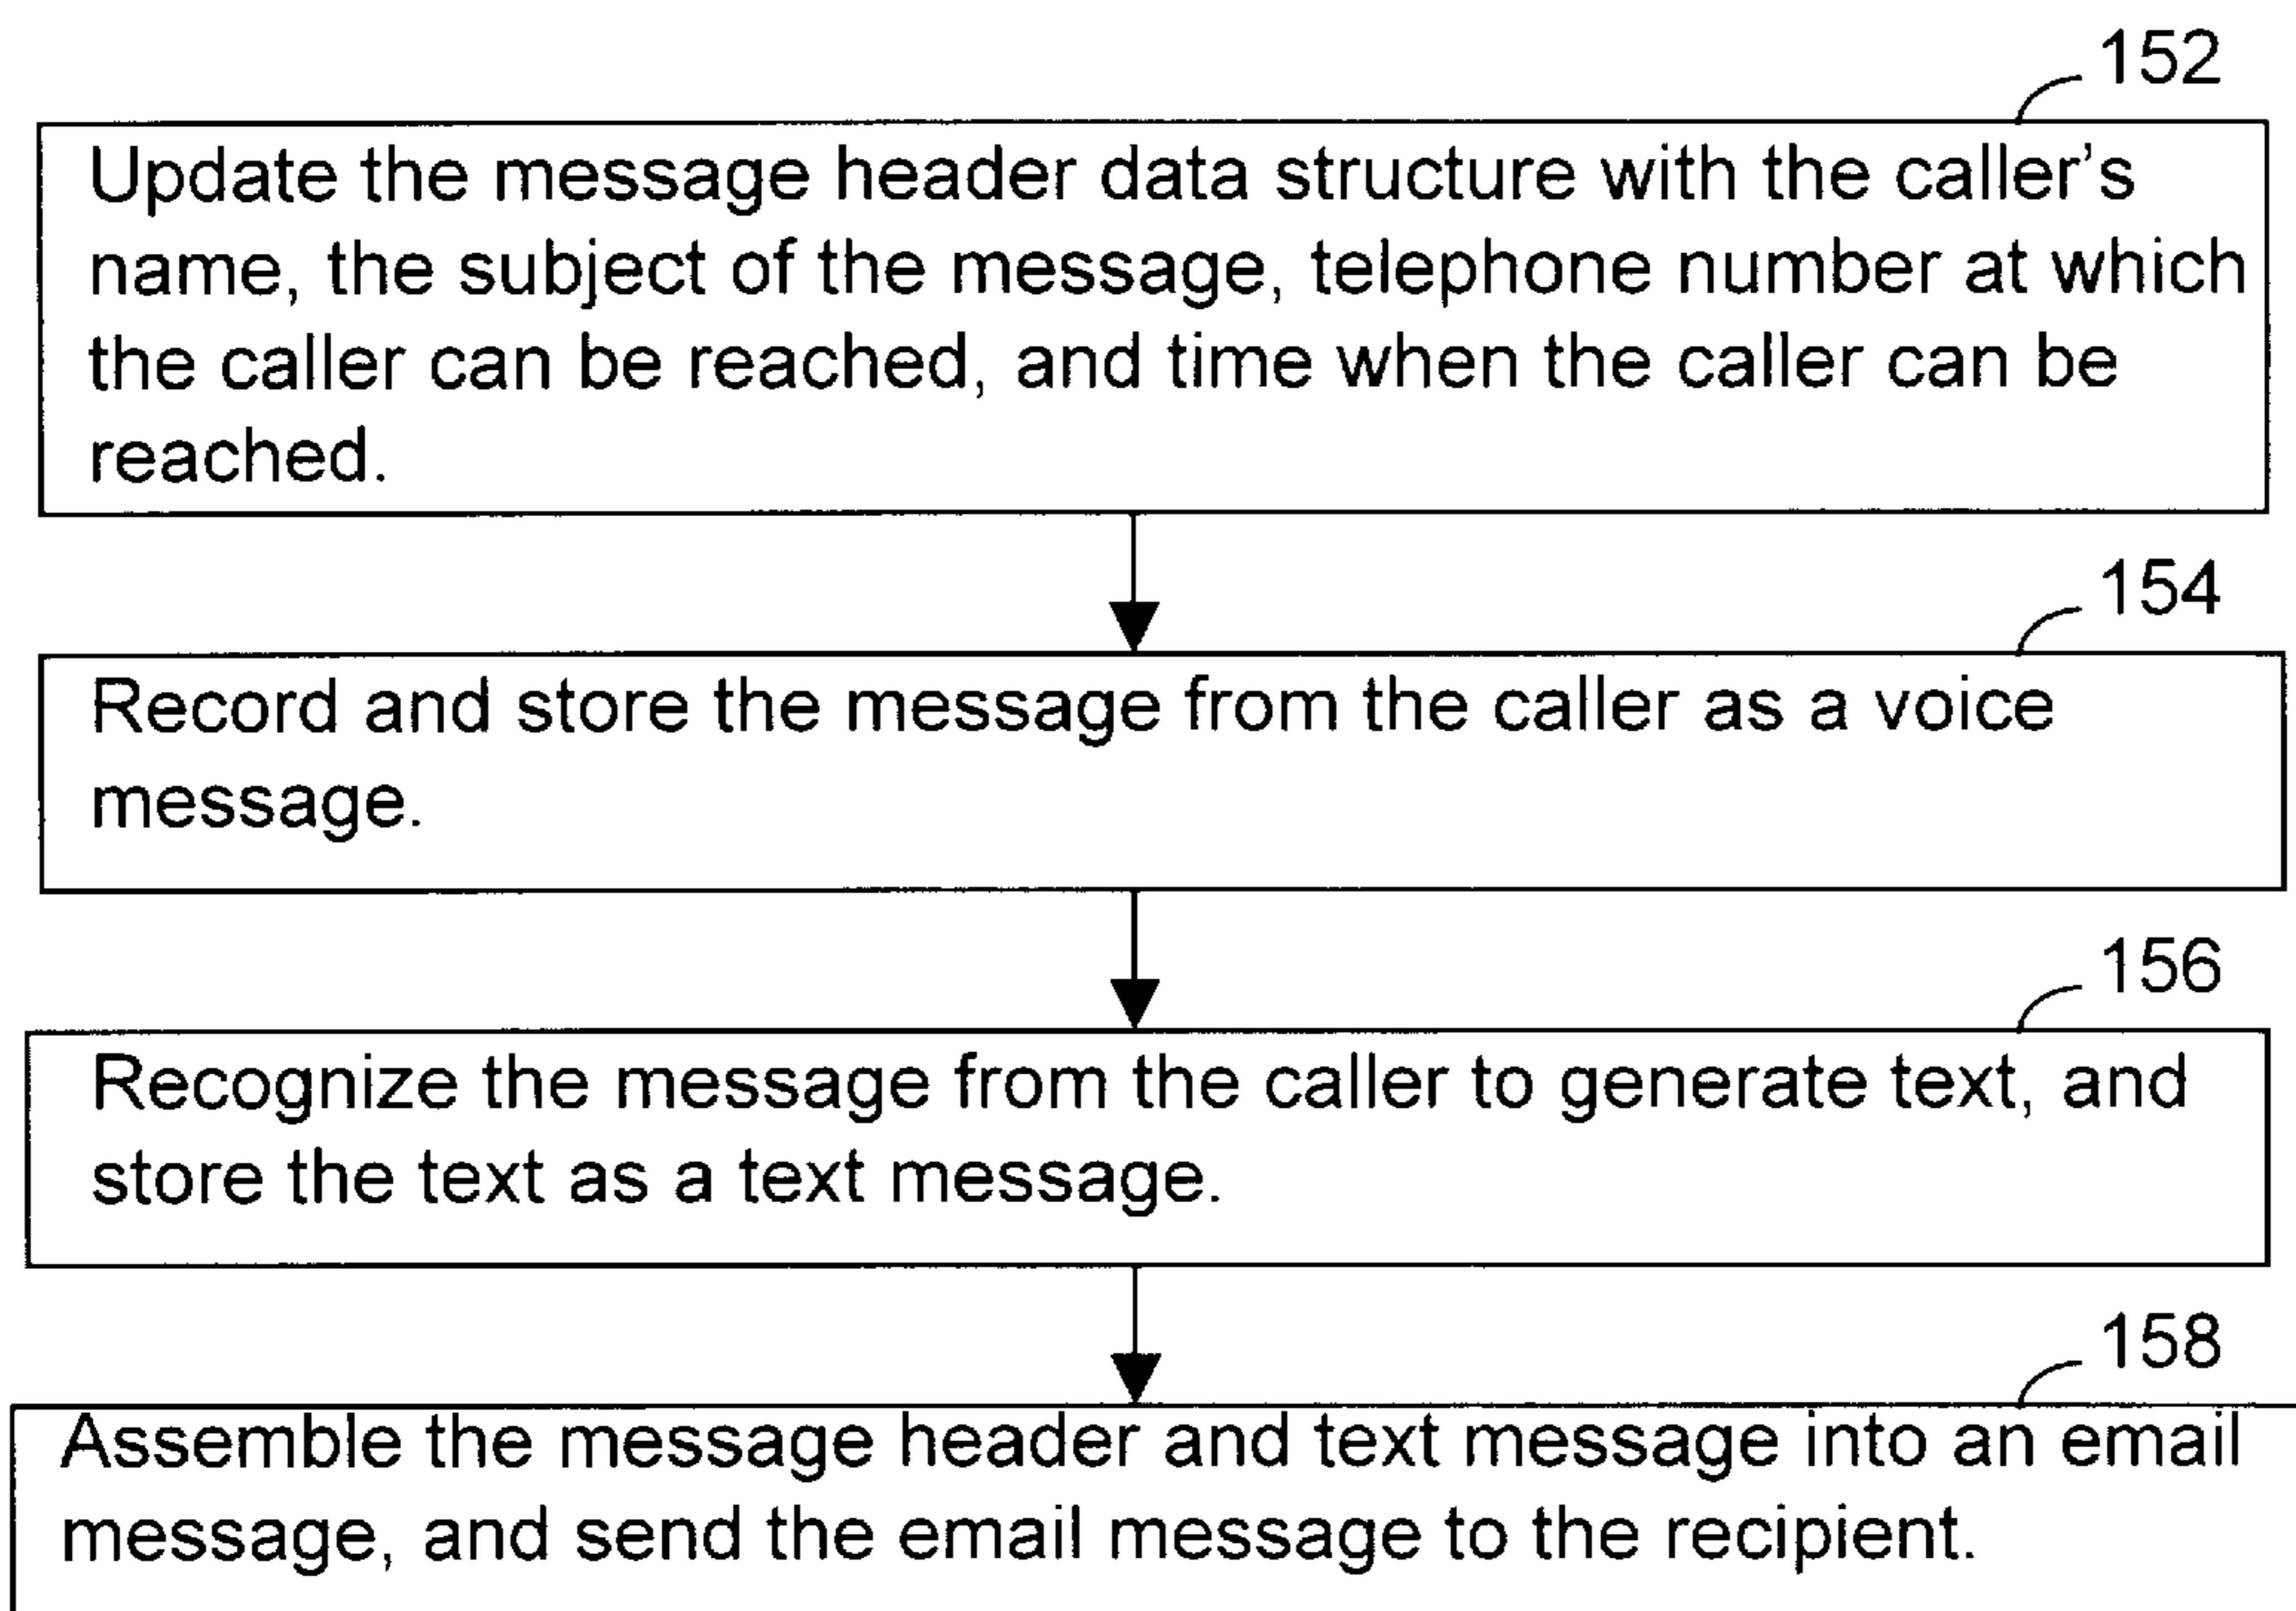 152
Update the message header data structure with the caller's
name, the subject of the message, telephone number at which
the caller can be reached, and time when the caller can be
reached.
154
Record and store the message from the caller as a voice
message.
156
Recognize the message from the caller to generate text, and
store the text as a text message.
158
Assemble the message header and text message into an email
message, and send the email message to the recipient.